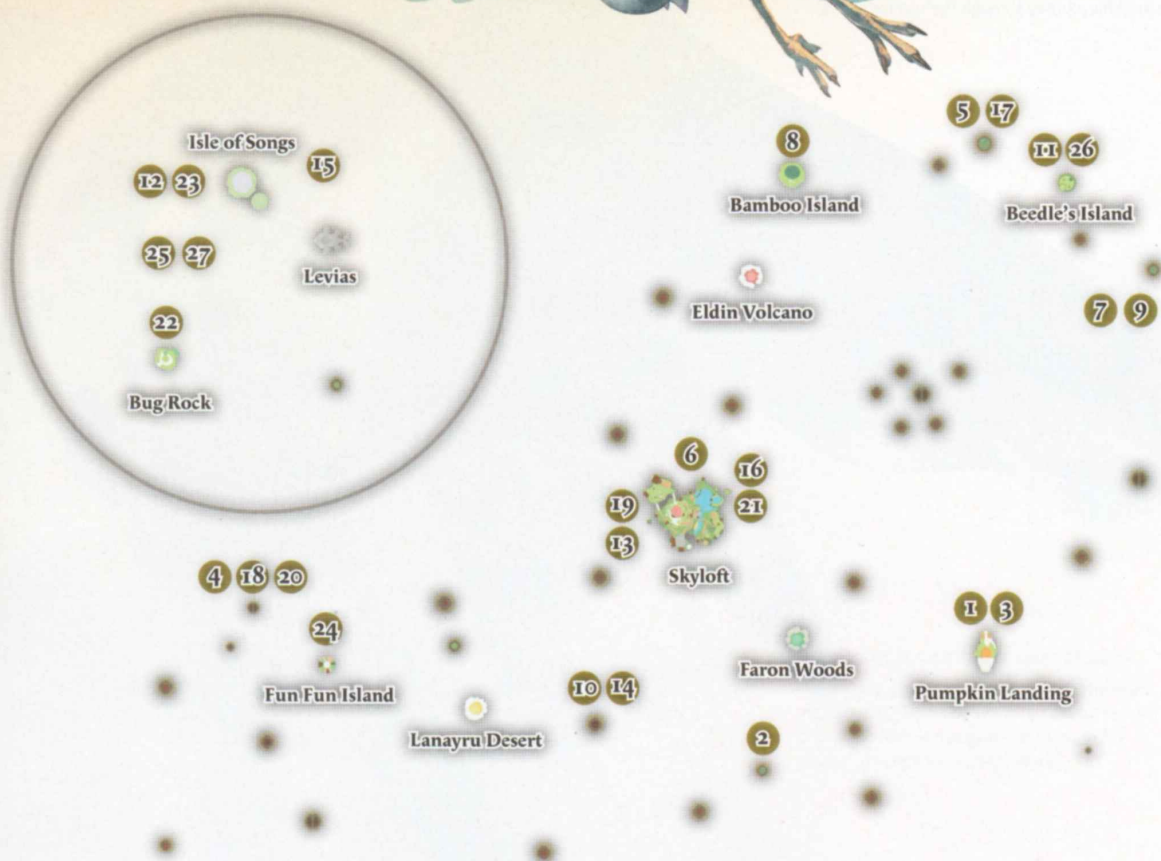 5 17
8
11 26
Isle of Songs
15
12 23
Bamboo Island
Beedle's Island
25 27
Levias
Eldin Volcano
7 9
22
Bug Rock
6
16
19
21
13
Skyloft
4 18 20
1 3
24
Faron Woods
Fun Fun Island
10 14
Pumpkin Landing
Lanayru Desert
2